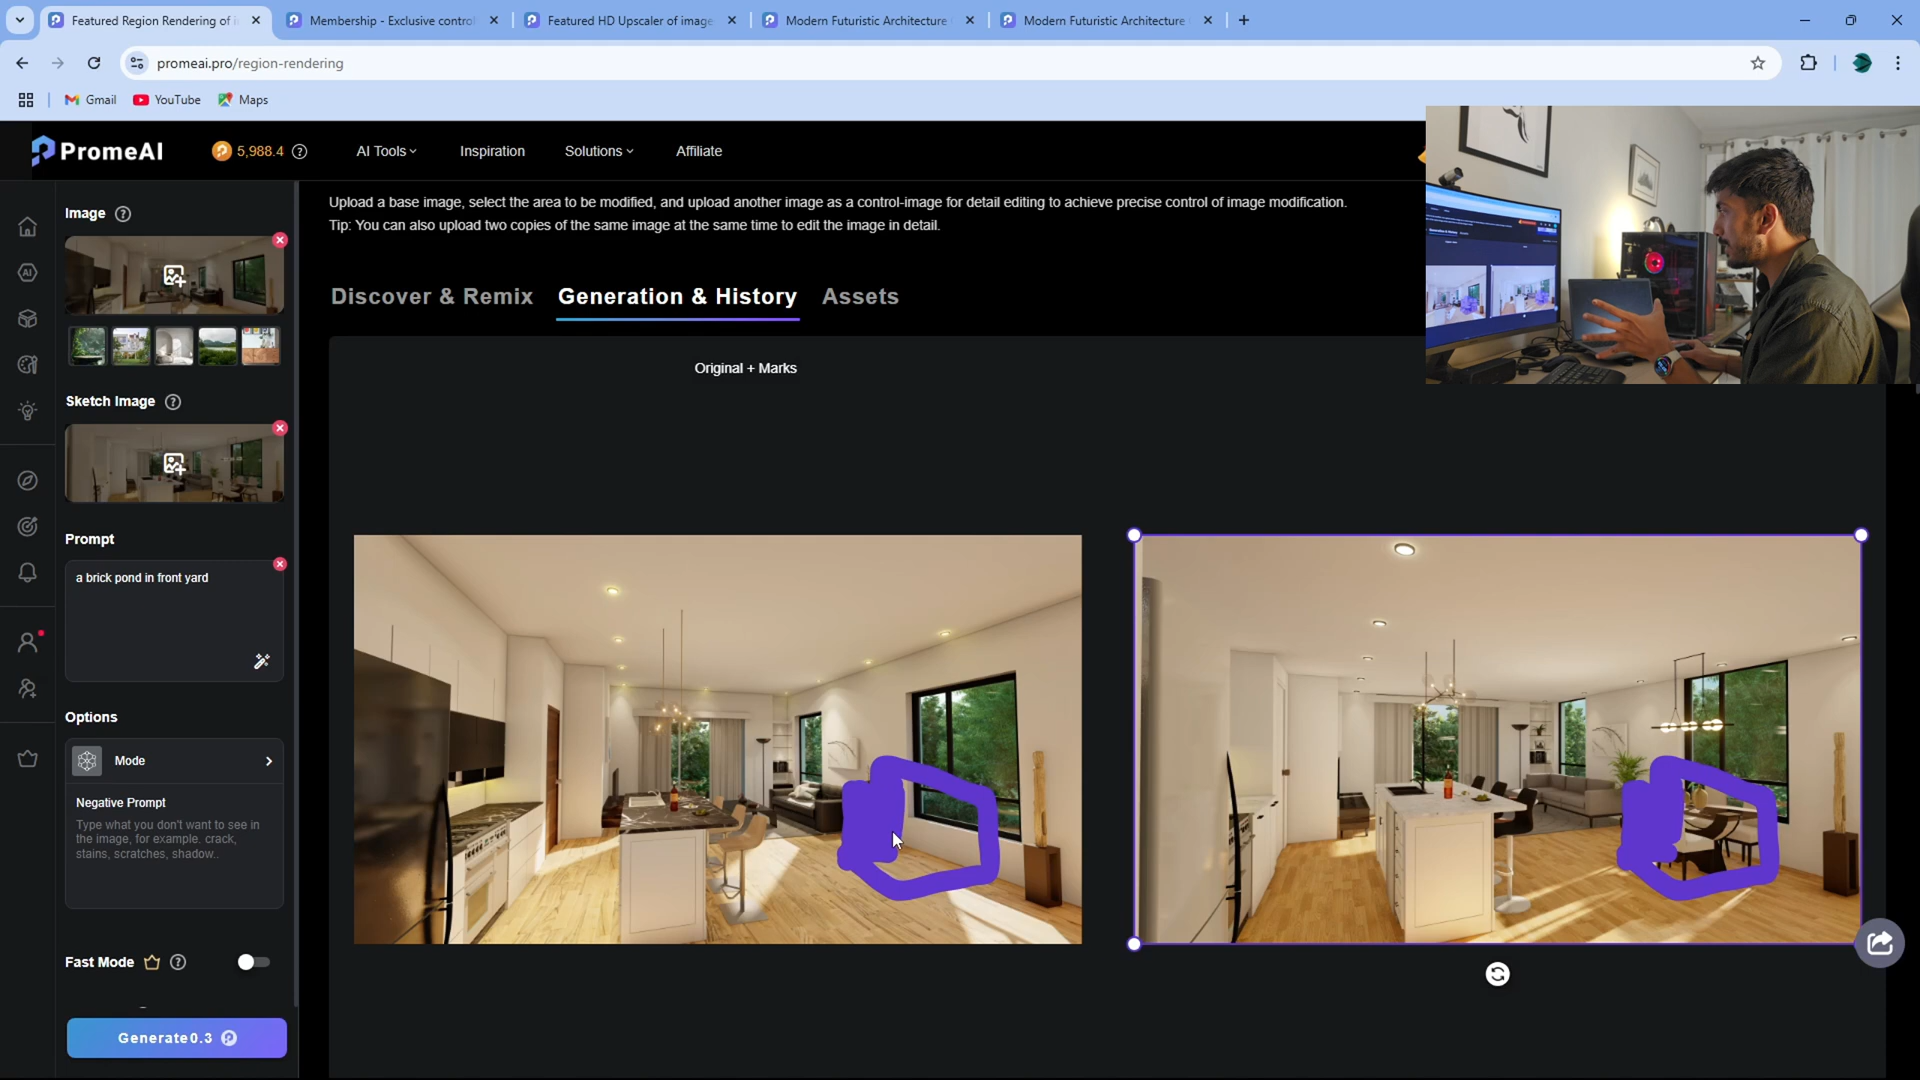 Featured Region Rendering of i
Membership - Exclusive control
Featured HD Upscaler of image
Modern Futuristic Architecture
Modern Futuristic Architecture
promeai.pro/region-rendering
Gmail
YouTube
Maps
PromeAI
5,988.4
AI Tools
Inspiration
Solutions
Affiliate
Image
Upload a base image, select the area to be modified, and upload another image as a control-image for detail editing to achieve precise control of image modification.
Tip: You can also upload two copies of the same image at the same time to edit the image in detail.
Discover & Remix
Generation & History
Assets
Original + Marks
Sketch Image
Prompt
a brick pond in front yard
Options
Mode
Negative Prompt
Type what you don't want to see in
the image, for example. crack,
stains, scratches, shadow..
Fast Mode
Generate0.3